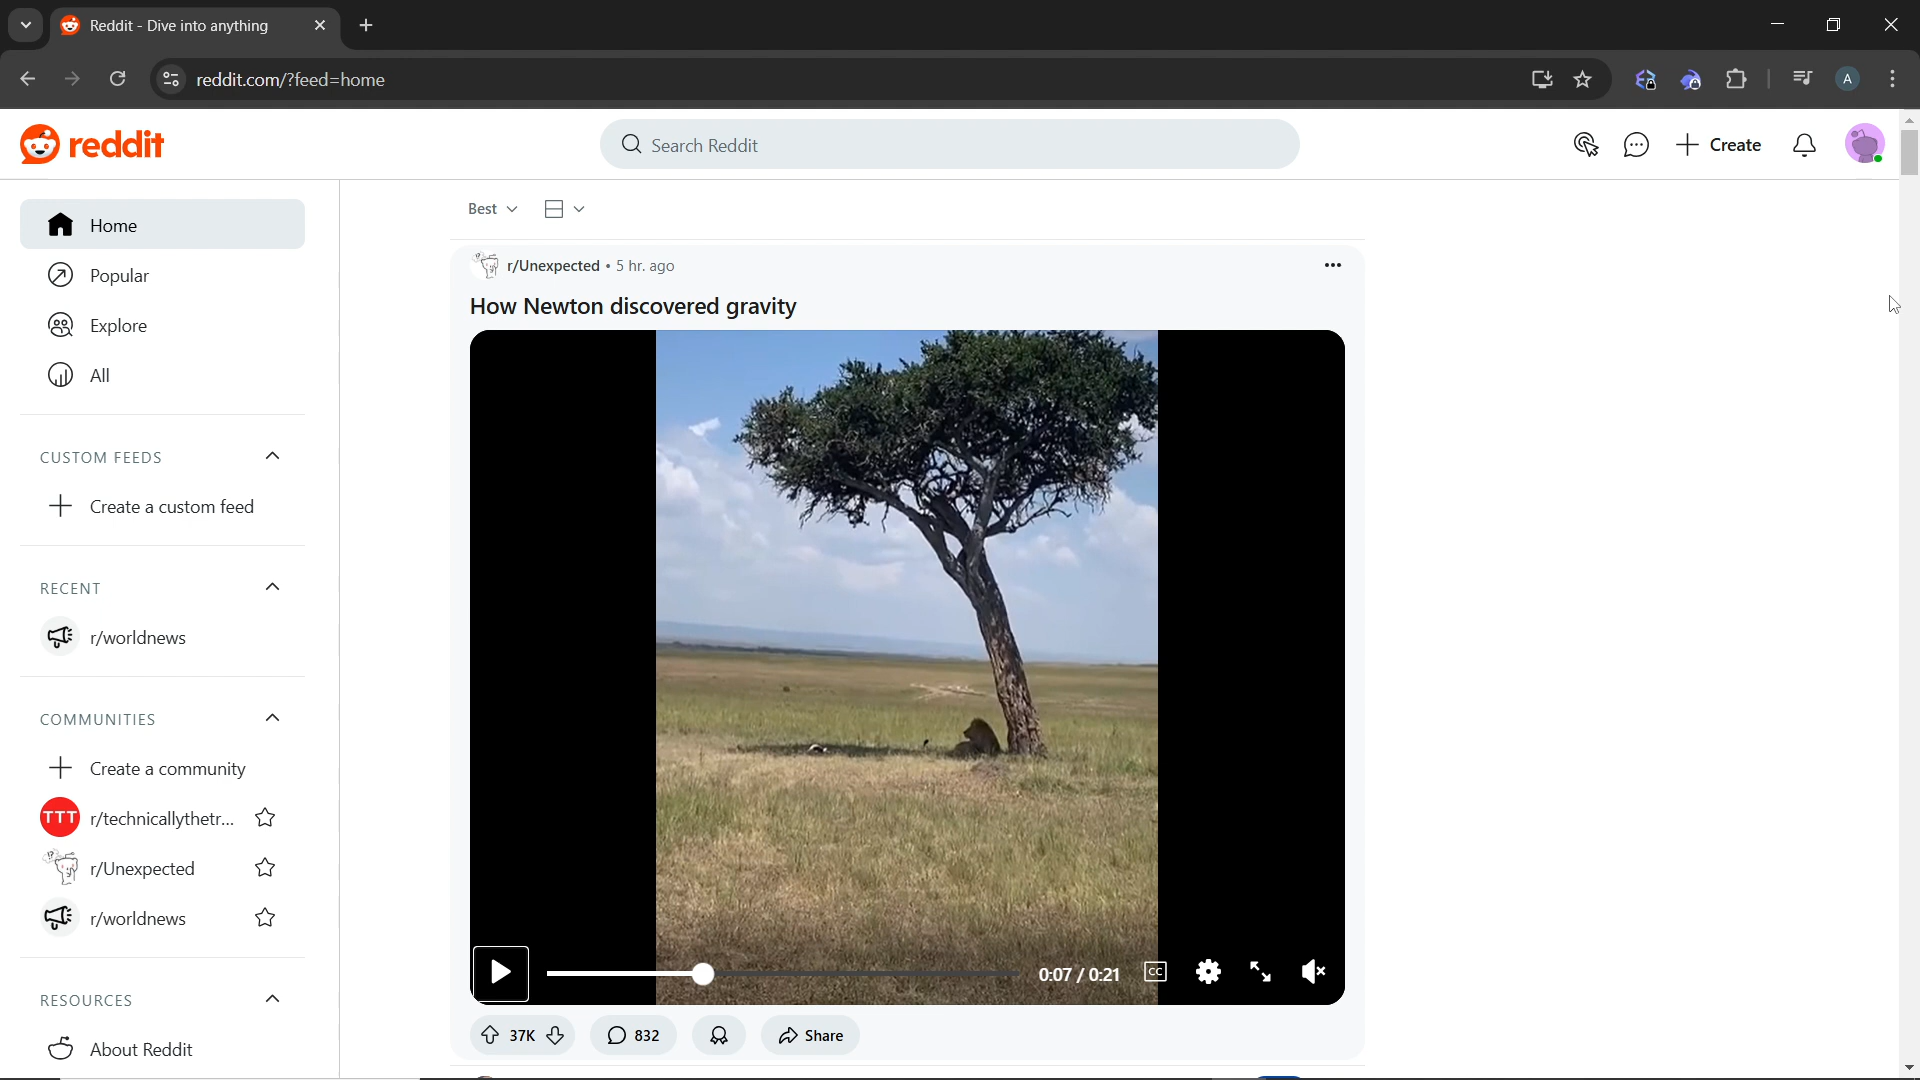 Reddit - Dive into anything
reddit.com/?feed=home
A
reddit
Search Reddit
Create
Home
Popular
Explore
All
CUSTOM FEEDS
Create a custom feed
RECENT
r/worldnews
COMMUNITIES
Create a community
TTT r/technicallythetr...
r/Unexpected
r/worldnews
RESOURCES
About Reddit
Best
r/Unexpected • 5 hr. ago
How Newton discovered gravity
0:07 / 0:21 CC
37K 832 Share